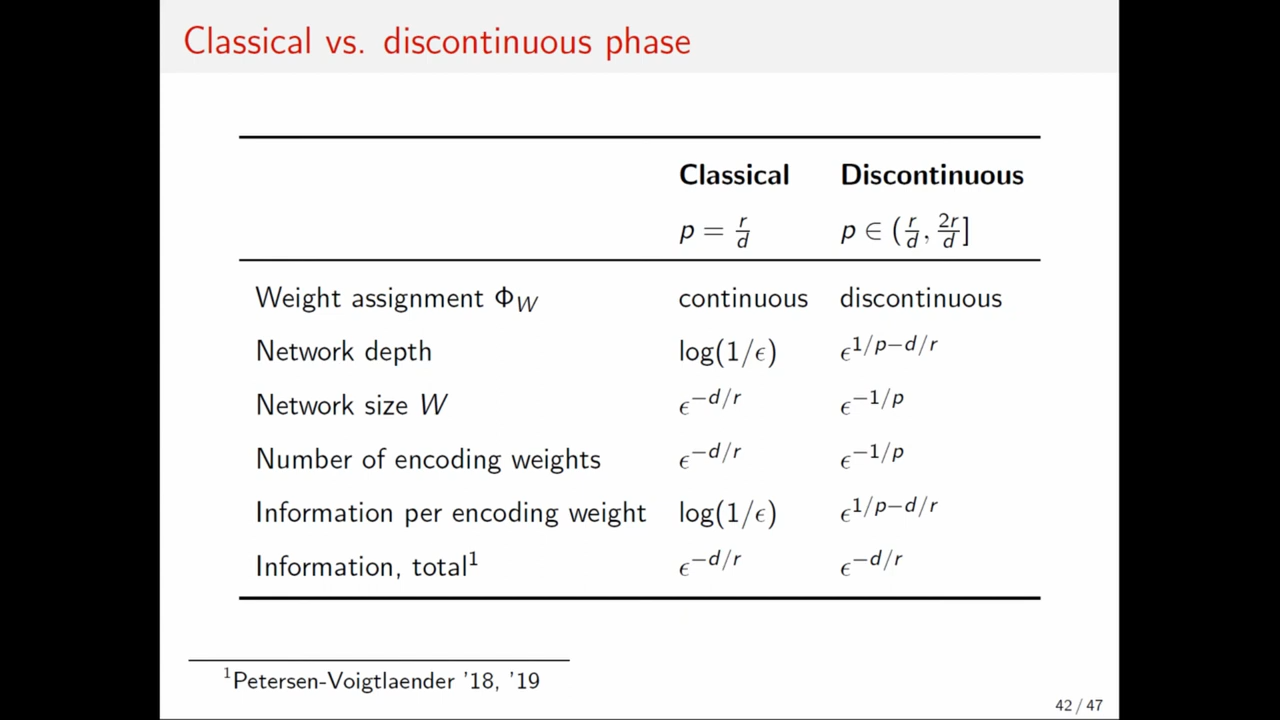 Classical vs. discontinuous phase
Classical Discontinuous
p = r/d p ∈ (r/d, 2r/d]
Weight assignment Φ_W continuous discontinuous
Network depth log(1/ϵ) ϵ^{1/p−d/r}
Network size W ϵ^{−d/r} ϵ^{−1/p}
Number of encoding weights ϵ^{−d/r} ϵ^{−1/p}
Information per encoding weight log(1/ϵ) ϵ^{1/p−d/r}
Information, total¹ ϵ^{−d/r} ϵ^{−d/r}
¹Petersen-Voigtlaender '18, '19
42 / 47